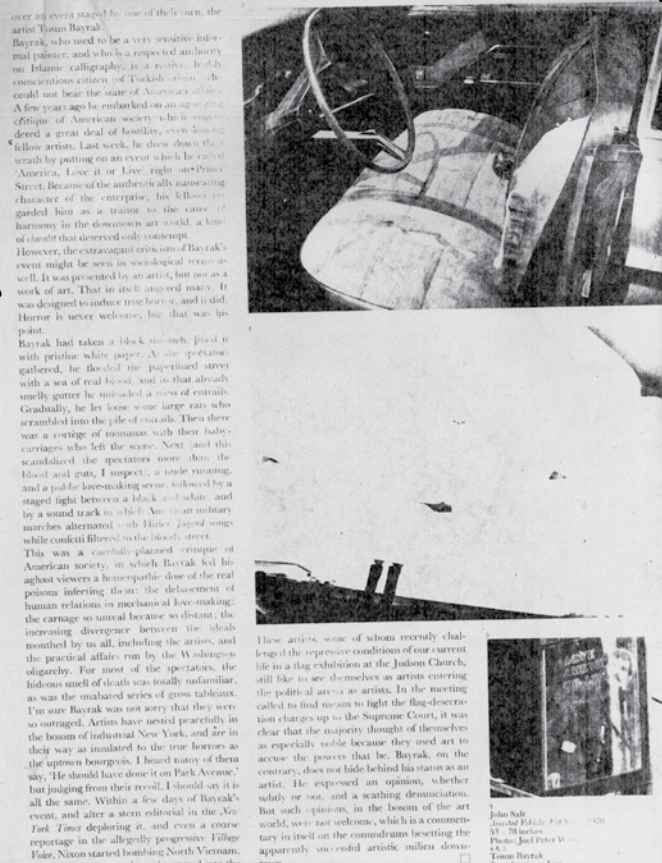 over an event staged by one of their own, the
artist Tosun Bayrak.
Bayrak, who used to be a very sensitive infor-
mal painter, and who is a respected authority
on Islamic calligraphy, is a restive, highly
conscientious citizen (of Turkish origin) who
could not bear the state of American affairs.
A few years ago he embarked on an agonizing
critique of American society which engen-
dered a great deal of hostility, even among
fellow artists. Last week, he drew down their
wrath by putting on an event which he called
'America, Love it or Live' right on Prince
Street. Because of the authentically nauseating
character of the enterprise, his fellows re-
garded him as a traitor to the cause of
harmony in the downtown art world, a kind
of that deserved only contempt.
However, the extravagant criticism of Bayrak's
event might be seen in sociological terms as
well. It was presented by an artist, but not as a
work of art. That in itself angered many. It
was designed to induce true horror, and it did.
Horror is never welcome, but that was his
point.
Bayrak had taken a block through, lined it
with pristine white paper. As the spectators
gathered, he flooded the paperlined street
with a sea of real blood, and in that already
smelly gutter he unloaded a mess of entrails.
Gradually, he let loose some large rats who
scrambled into the pile of entrails. Then there
was a cortège of mommas with their baby-
carriages who left the scene. Next (and this
scandalized the spectators more than the
blood and guts, I suspect), a nude running,
and a public love-making scene, followed by a
staged fight between a black and white, and
by a sound track in which American military
marches alternated with Hitler Jugend songs
while confetti filtered to the bloody street.
This was a carefully-planned critique of
American society, in which Bayrak fed his
aghast viewers a homeopathic dose of the real
poisons infecting them: the debasement of
human relations in mechanical love-making;
the carnage so unreal because so distant; the
increasing divergence between the ideals
mouthed by us all, including the artists, and
the practical affairs run by the Washington
oligarchy. For most of the spectators, the
hideous smell of death was totally unfamiliar,
as was the unabated series of gross tableaux.
I'm sure Bayrak was not sorry that they were
so outraged. Artists have nested peacefully in
the bosom of industrial New York, and are in
their way as insulated to the true horrors as
the uptown bourgeois. I heard many of them
say, 'He should have done it on Park Avenue,'
but judging from their recoil, I should say it is
all the same. Within a few days of Bayrak's
event, and after a stern editorial in the New
York Times deploring it, and even a coarse
reportage in the allegedly progressive Village
Voice, Nixon started bombing North Vietnam,
These artists, some of whom recently chal-
lenged the repressive conditions of our current
life in a flag exhibition at the Judson Church,
still like to see themselves as artists entering
the political arena as artists. In the meeting
called to find means to fight the flag-desecra-
tion charges up to the Supreme Court, it was
clear that the majority thought of themselves
as especially noble because they used art to
accuse the powers that be. Bayrak, on the
contrary, does not hide behind his status as an
artist. He expressed an opinion, whether
subtly or not, and a scathing denunciation.
But such opinions, in the bosom of the art
world, were not welcome, which is a commen-
tary in itself on the conundrums besetting the
apparently successful artistic milieu down-
John Salt
Arrested Vehicle
53 × 78 inches
Photo: Joel Peter
Tosun Bayrak